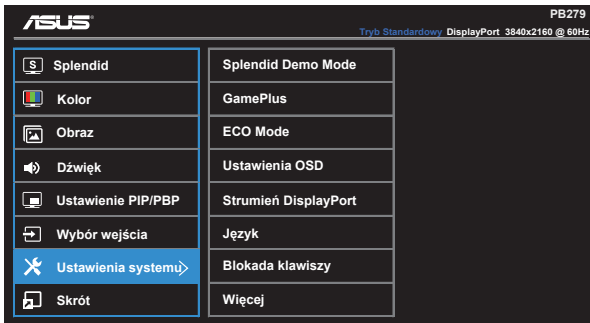 ASUS
PB279
Tryb Standardowy DisplayPort 3840x2160 @ 60Hz
S Splendid
Kolor
Obraz
Dźwięk
Ustawienie PIP/PBP
Wybór wejścia
Ustawienia systemu
Skrót
Splendid Demo Mode
GamePlus
ECO Mode
Ustawienia OSD
Strumień DisplayPort
Język
Blokada klawiszy
Więcej